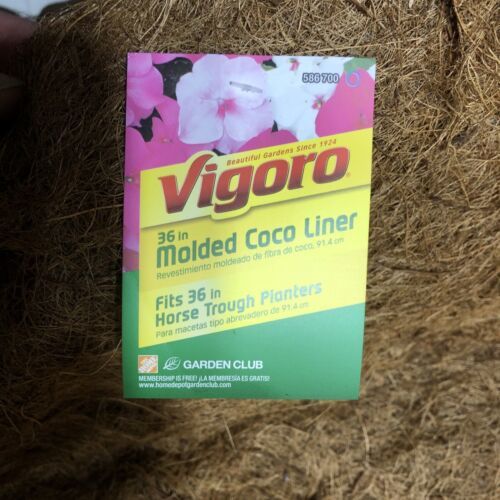 586 700
Beautiful Gardens Since 1924
Vigoro®
36 in
Molded Coco Liner
Revestimiento moldeado de fibra de coco, 91.4 cm
Fits 36 in
Horse Trough Planters
Para macetas tipo abrevadero de 91.4 cm
GARDEN CLUB
MEMBERSHIP IS FREE! ¡LA MEMBRESÍA ES GRATIS!
www.homedepotgardenclub.com